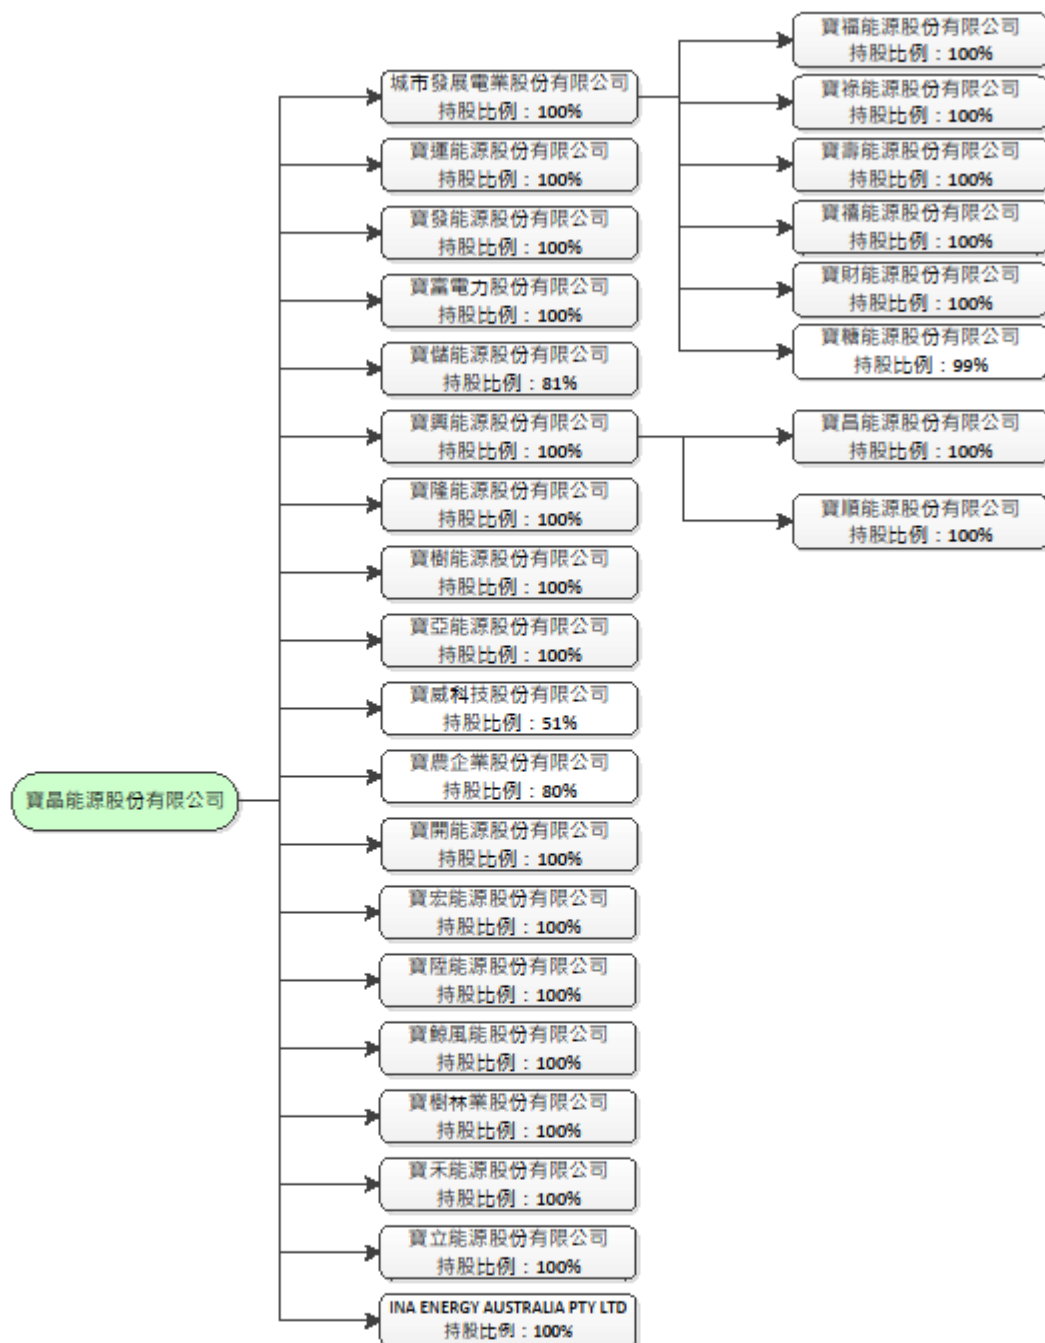 寶晶能源股份有限公司
城市發展電業股份有限公司
持股比例：100%
寶運能源股份有限公司
持股比例：100%
寶發能源股份有限公司
持股比例：100%
寶富電力股份有限公司
持股比例：100%
寶儲能源股份有限公司
持股比例：81%
寶興能源股份有限公司
持股比例：100%
寶隆能源股份有限公司
持股比例：100%
寶樹能源股份有限公司
持股比例：100%
寶亞能源股份有限公司
持股比例：100%
寶威科技股份有限公司
持股比例：51%
寶農企業股份有限公司
持股比例：80%
寶開能源股份有限公司
持股比例：100%
寶宏能源股份有限公司
持股比例：100%
寶陞能源股份有限公司
持股比例：100%
寶鯨風能股份有限公司
持股比例：100%
寶樹林業股份有限公司
持股比例：100%
寶禾能源股份有限公司
持股比例：100%
寶立能源股份有限公司
持股比例：100%
INA ENERGY AUSTRALIA PTY LTD
持股比例：100%
寶福能源股份有限公司
持股比例：100%
寶祿能源股份有限公司
持股比例：100%
寶壽能源股份有限公司
持股比例：100%
寶禧能源股份有限公司
持股比例：100%
寶財能源股份有限公司
持股比例：100%
寶糖能源股份有限公司
持股比例：99%
寶昌能源股份有限公司
持股比例：100%
寶順能源股份有限公司
持股比例：100%